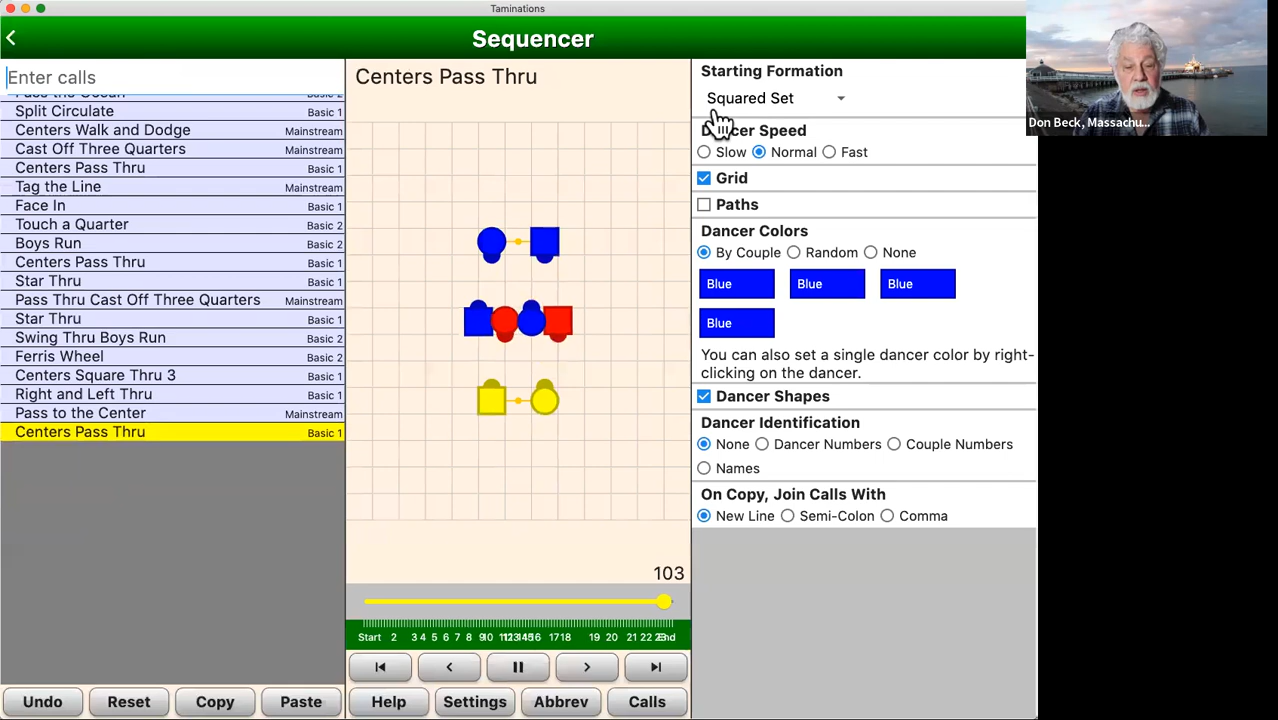 Taminations
Sequencer
Enter calls
Pass the Ocean Basic 2
Split Circulate Basic 1
Centers Walk and Dodge Mainstream
Cast Off Three Quarters Mainstream
Centers Pass Thru Basic 1
Tag the Line Mainstream
Face In Basic 1
Touch a Quarter Basic 2
Boys Run Basic 2
Centers Pass Thru Basic 1
Star Thru Basic 1
Pass Thru Cast Off Three Quarters Mainstream
Star Thru Basic 1
Swing Thru Boys Run Basic 2
Ferris Wheel Basic 2
Centers Square Thru 3 Basic 1
Right and Left Thru Basic 1
Pass to the Center Mainstream
Centers Pass Thru Basic 1
Undo Reset Copy Paste
Centers Pass Thru
103
Start 2 3 4 5 6 7 8 9 17 18 19 20 21 22 End
Help Settings Abbrev Calls
Starting Formation
Squared Set
Dancer Speed
Slow Normal Fast
Grid
Paths
Dancer Colors
By Couple Random None
Blue Blue Blue
Blue
You can also set a single dancer color by right-
clicking on the dancer.
Dancer Shapes
Dancer Identification
None Dancer Numbers Couple Numbers
Names
On Copy, Join Calls With
New Line Semi-Colon Comma
Don Beck, Massachu...